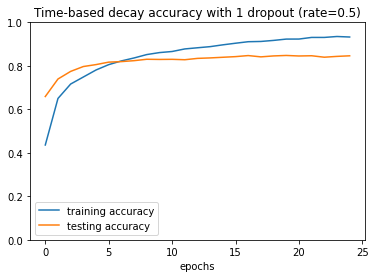 Time-based decay accuracy with 1 dropout (rate=0.5)
1.0
0.8
0.6
0.4
0.2
0.0
training accuracy
testing accuracy
0 5 10 15 20 25
epochs